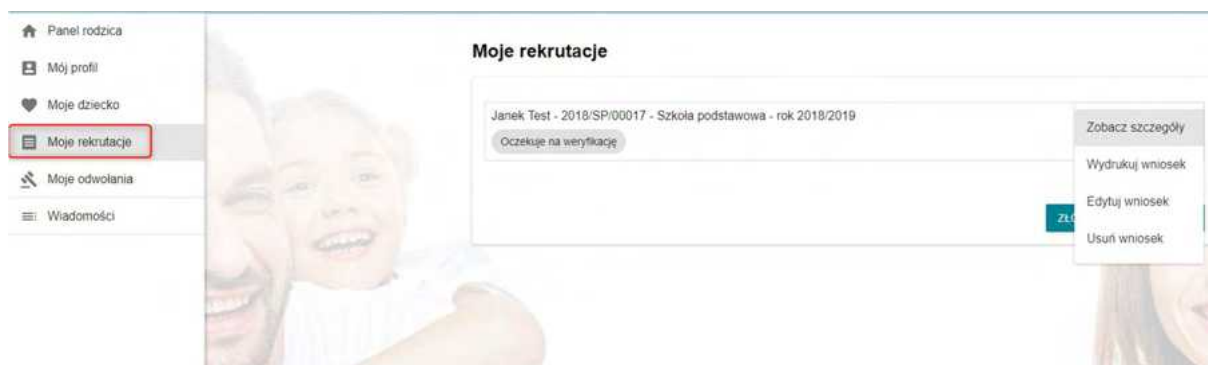 Panel rodzica
Mój profil
Moje dziecko
Moje rekrutacje
Moje odwołania
Wiadomości
Moje rekrutacje
Janek Test - 2018/SP/00017 - Szkoła podstawowa - rok 2018/2019
Oczekuje na weryfikację
Zobacz szczegóły
Wydrukuj wniosek
Edytuj wniosek
Usuń wniosek